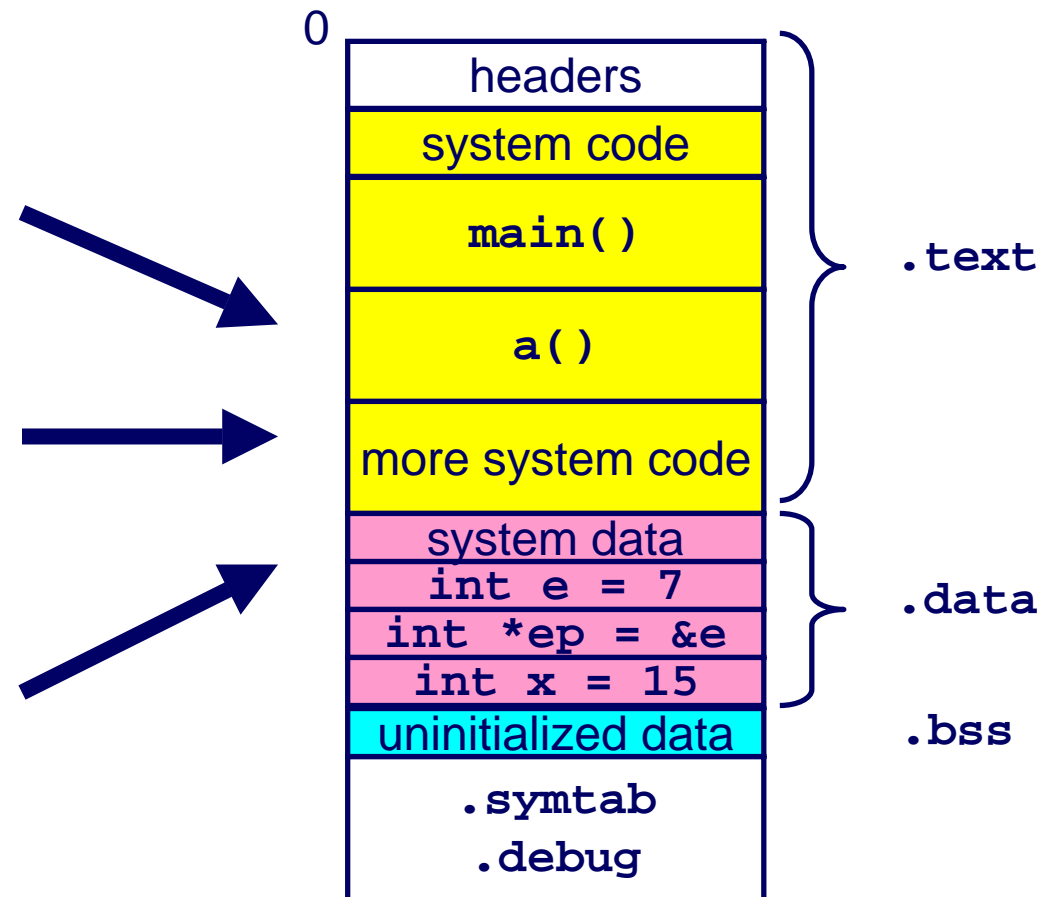 0
headers
system code
main()
a()
more system code
.text
system data
int e = 7
int *ep = &e
int x = 15
.data
uninitialized data
.bss
.symtab
.debug